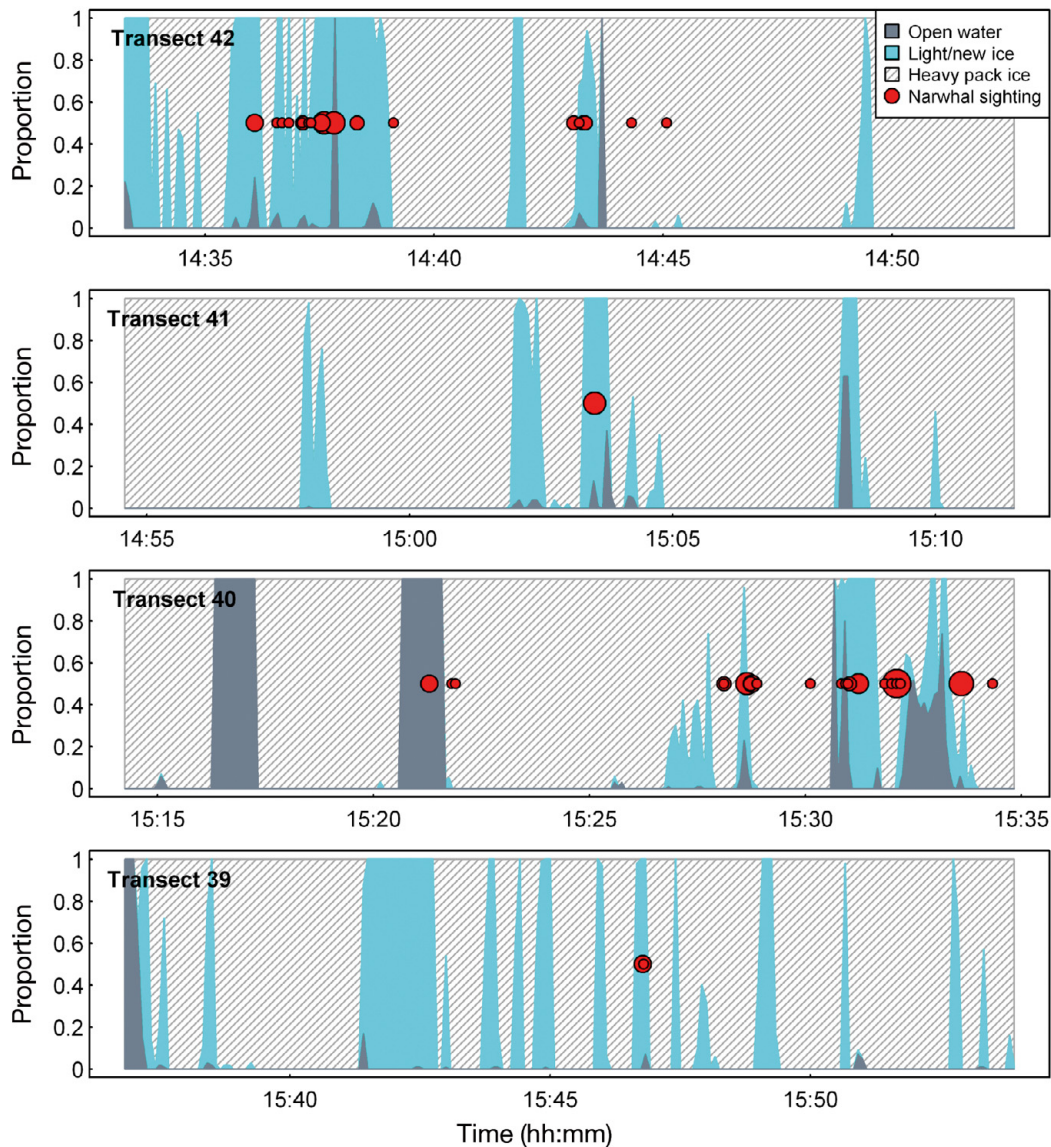 Transect 42
Open water
Light/new ice
Heavy pack ice
Narwhal sighting
Proportion
1
0.8
0.6
0.4
0.2
0
14:35 14:40 14:45 14:50
Transect 41
Proportion
1
0.8
0.6
0.4
0.2
0
14:55 15:00 15:05 15:10
Transect 40
Proportion
1
0.8
0.6
0.4
0.2
0
15:15 15:20 15:25 15:30 15:35
Transect 39
Proportion
1
0.8
0.6
0.4
0.2
0
15:40 15:45 15:50
Time (hh:mm)